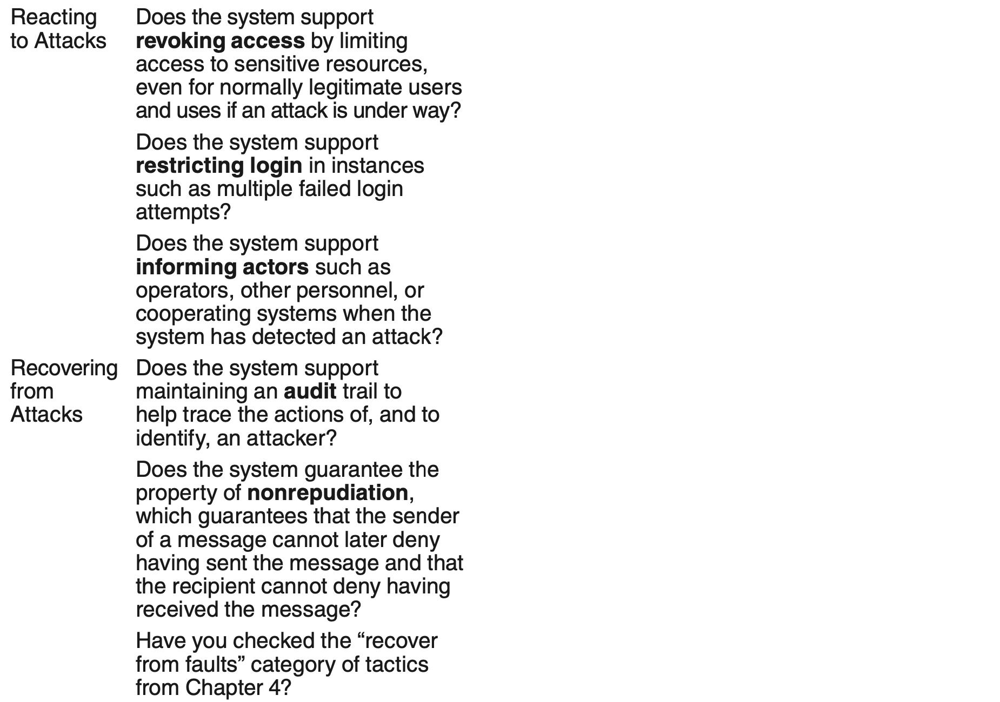 Reacting
to Attacks
Does the system support
revoking access by limiting
access to sensitive resources,
even for normally legitimate users
and uses if an attack is under way?
Does the system support
restricting login in instances
such as multiple failed login
attempts?
Does the system support
informing actors such as
operators, other personnel, or
cooperating systems when the
system has detected an attack?
Recovering
from
Attacks
Does the system support
maintaining an audit trail to
help trace the actions of, and to
identify, an attacker?
Does the system guarantee the
property of nonrepudiation,
which guarantees that the sender
of a message cannot later deny
having sent the message and that
the recipient cannot deny having
received the message?
Have you checked the “recover
from faults” category of tactics
from Chapter 4?